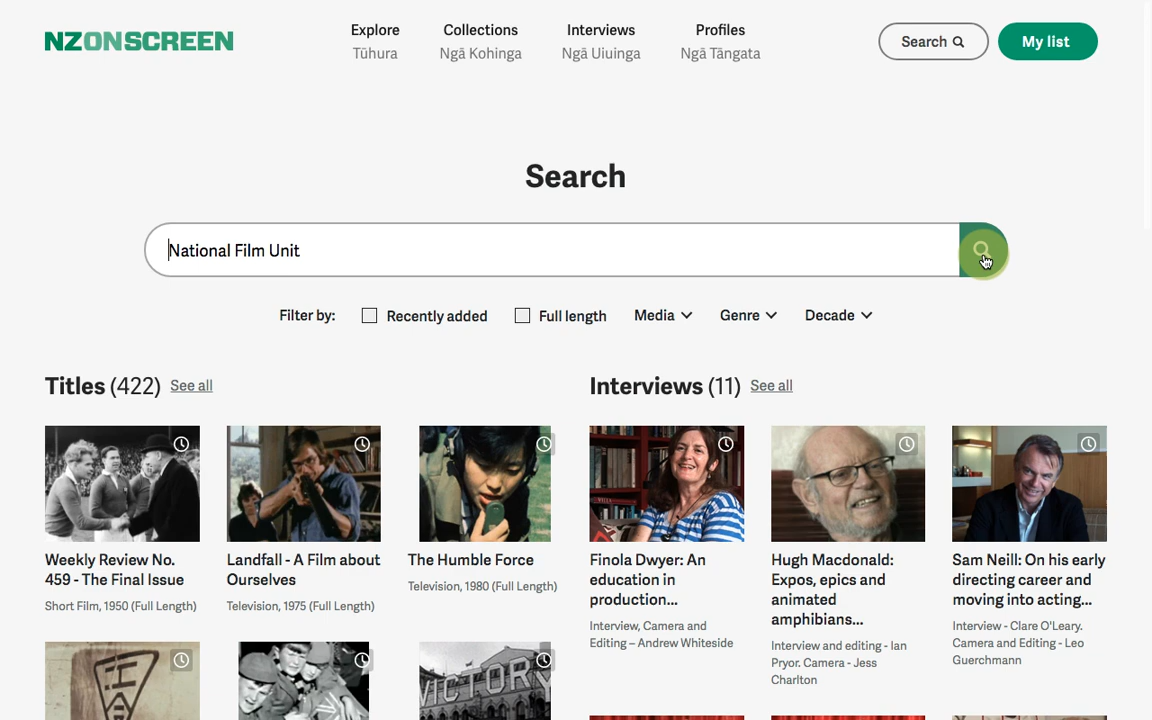 NZONSCREEN
Explore
Tūhura
Collections
Ngā Kohinga
Interviews
Ngā Uiuinga
Profiles
Ngā Tāngata
Search
My list
Search
National Film Unit
Filter by:
Recently added
Full length
Media
Genre
Decade
Titles (422) See all
Weekly Review No.
459 - The Final Issue
Short Film, 1950 (Full Length)
Landfall - A Film about
Ourselves
Television, 1975 (Full Length)
The Humble Force
Television, 1980 (Full Length)
VICTORY
Interviews (11) See all
Finola Dwyer: An
education in
production...
Interview, Camera and
Editing – Andrew Whiteside
Hugh Macdonald:
Expos, epics and
animated
amphibians...
Interview and editing - Ian
Pryor. Camera - Jess
Charlton
Sam Neill: On his early
directing career and
moving into acting...
Interview - Clare O'Leary.
Camera and Editing - Leo
Guerchmann